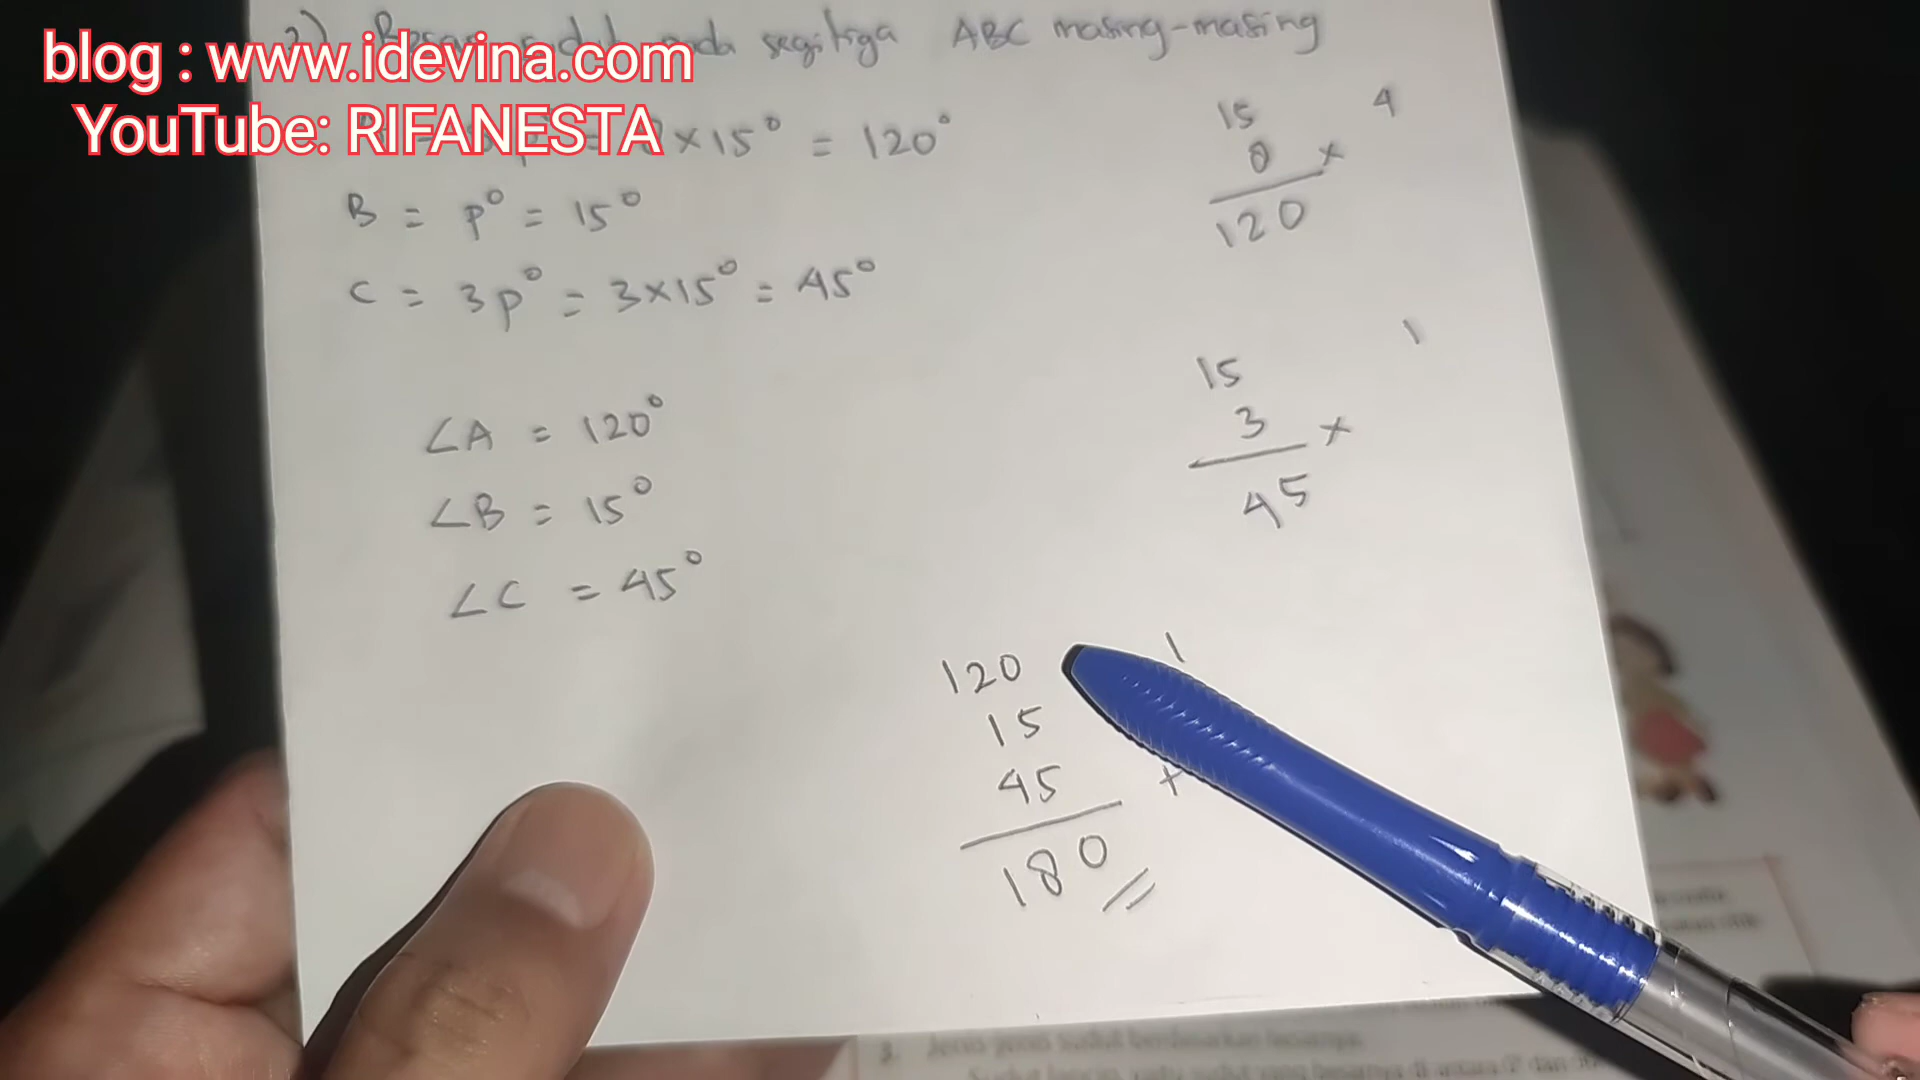 blog : www.idevina.com
YouTube: RIFANESTA
segitiga ABC masing-masing
× 15° = 120°
B = p° = 15°
C = 3p° = 3×15° = 45°
∠A = 120°
∠B = 15°
∠C = 45°
15 4
8 ×
120
15 1
3 ×
45
120 1
15
45 +
180